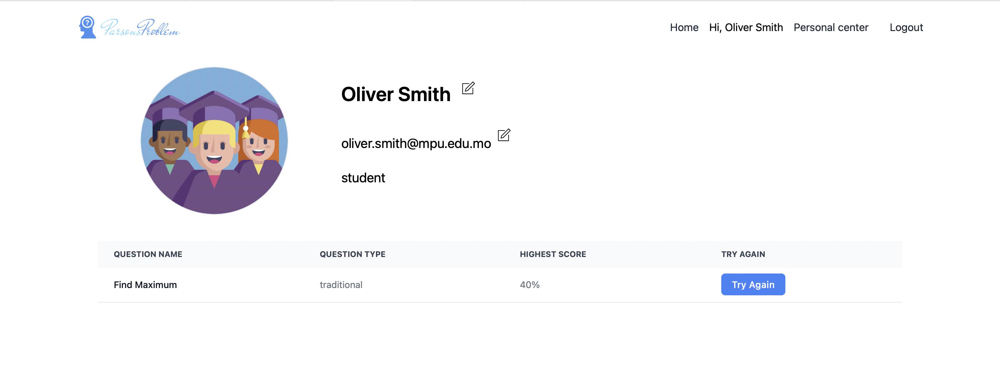 ? ParsonsProblem
Home Hi, Oliver Smith Personal center Logout
Oliver Smith
oliver.smith@mpu.edu.mo
student
QUESTION NAME QUESTION TYPE HIGHEST SCORE TRY AGAIN
Find Maximum traditional 40% Try Again